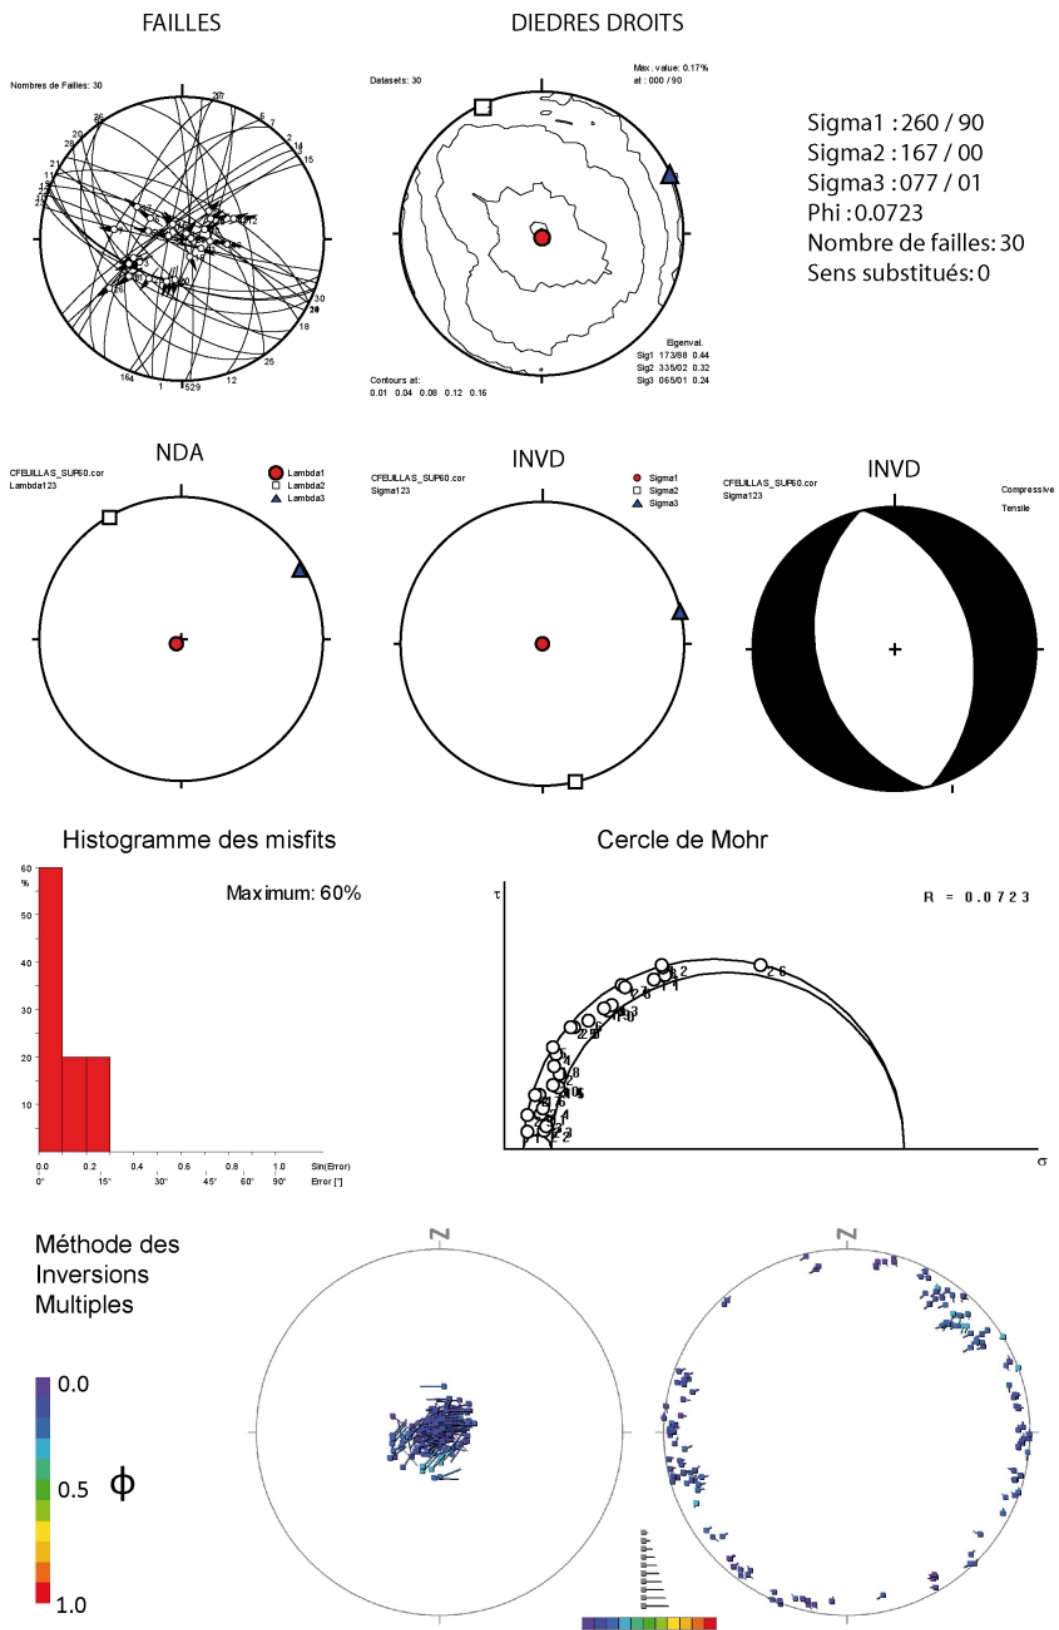 FAILLES
DIEDRES DROITS
Nombres de Failles: 30
Datasets: 30
Max. value: 0.17%
at : 000 / 90
Sigma1 : 260 / 90
Sigma2 : 167 / 00
Sigma3 : 077 / 01
Phi : 0.0723
Nombre de failles: 30
Sens substitués: 0
Eigenval.
Sig1 173/88 0.44
Sig2 335/02 0.32
Sig3 065/01 0.24
Contours at:
0.01 0.04 0.08 0.12 0.16
NDA
CFEUILLAS_SUP60.cor
Lambda123
Lambda1
Lambda2
Lambda3
INVD
CFEUILLAS_SUP60.cor
Sigma123
Sigma1
Sigma2
Sigma3
INVD
CFEUILLAS_SUP60.cor
Sigma123
Compressive
Tensile
Histogramme des misfits
Maximum: 60%
60
%
50
40
30
20
10
0.0 0.2 0.4 0.6 0.8 1.0 Sin(Error)
0° 15° 30° 45° 60° 90° Error [°]
Cercle de Mohr
τ
R = 0.0723
σ
Méthode des
Inversions
Multiples
0.0
0.5
ϕ
1.0
N
N